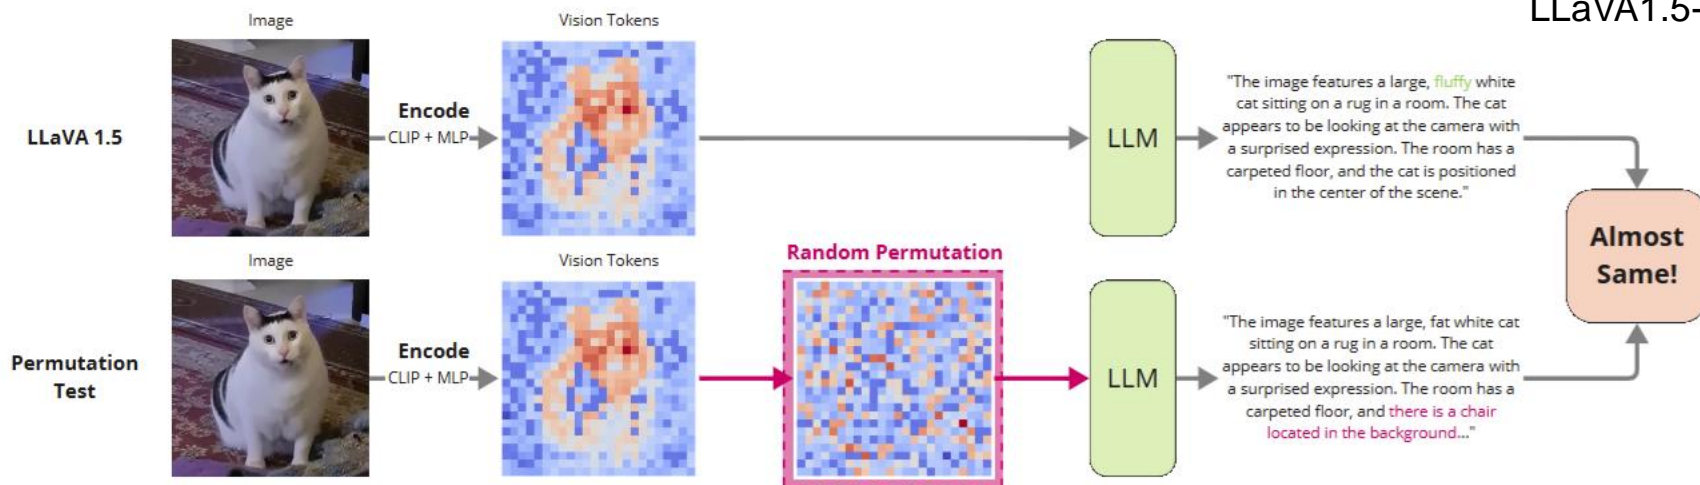 LLaVA1.5-
Image
Vision Tokens
LLaVA 1.5
Encode
CLIP + MLP
LLM
"The image features a large, fluffy white
cat sitting on a rug in a room. The cat
appears to be looking at the camera with
a surprised expression. The room has a
carpeted floor, and the cat is positioned
in the center of the scene."
Almost
Same!
Image
Vision Tokens
Random Permutation
Permutation
Test
Encode
CLIP + MLP
LLM
"The image features a large, fat white cat
sitting on a rug in a room. The cat
appears to be looking at the camera with
a surprised expression. The room has a
carpeted floor, and there is a chair
located in the background..."